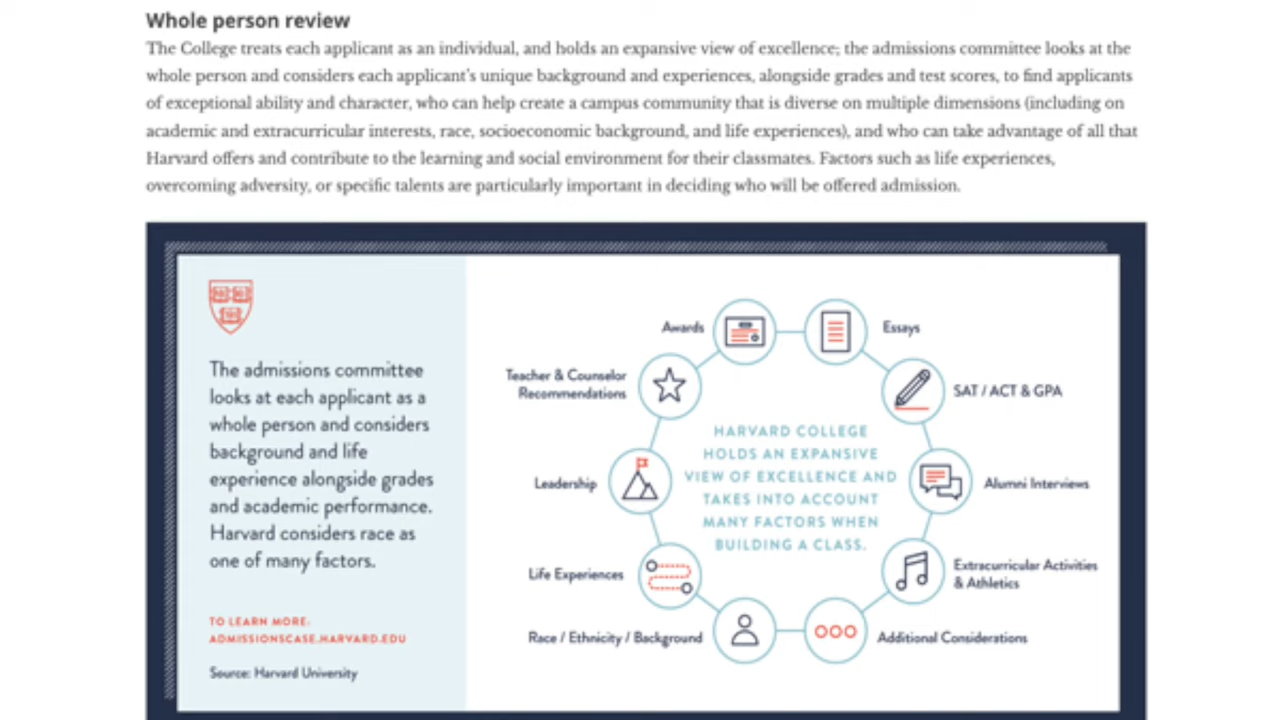 Whole person review
The College treats each applicant as an individual, and holds an expansive view of excellence; the admissions committee looks at the
whole person and considers each applicant's unique background and experiences, alongside grades and test scores, to find applicants
of exceptional ability and character, who can help create a campus community that is diverse on multiple dimensions (including on
academic and extracurricular interests, race, socioeconomic background, and life experiences), and who can take advantage of all that
Harvard offers and contribute to the learning and social environment for their classmates. Factors such as life experiences,
overcoming adversity, or specific talents are particularly important in deciding who will be offered admission.
The admissions committee
looks at each applicant as a
whole person and considers
background and life
experience alongside grades
and academic performance.
Harvard considers race as
one of many factors.
TO LEARN MORE:
ADMISSIONSCASE.HARVARD.EDU
Source: Harvard University
Awards
Essays
Teacher & Counselor
Recommendations
SAT / ACT & GPA
HARVARD COLLEGE
HOLDS AN EXPANSIVE
VIEW OF EXCELLENCE AND
TAKES INTO ACCOUNT
MANY FACTORS WHEN
BUILDING A CLASS.
Leadership
Alumni Interviews
Life Experiences
Extracurricular Activities
& Athletics
Race / Ethnicity / Background
Additional Considerations